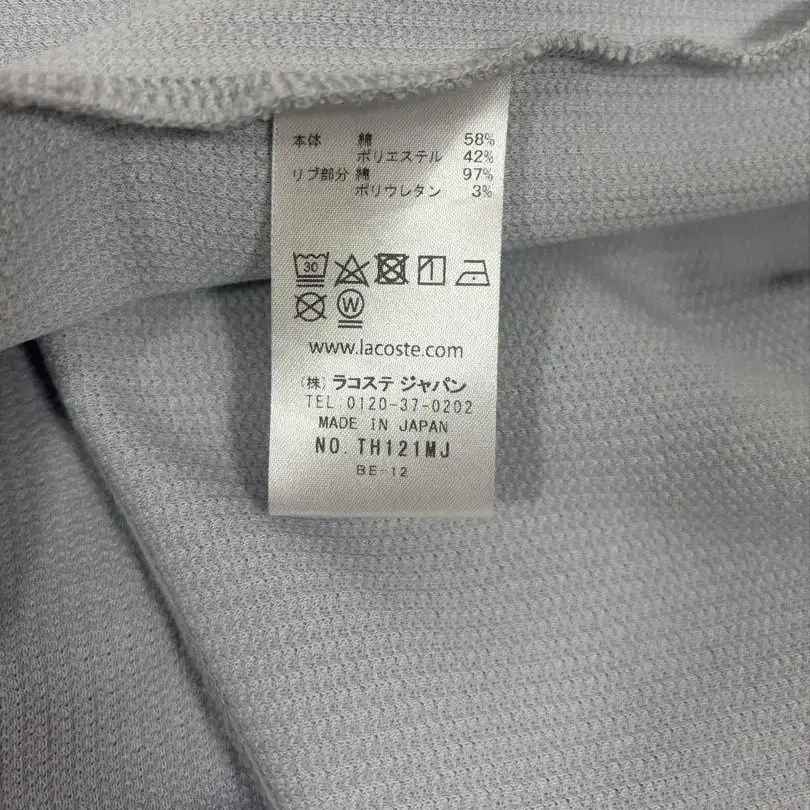 本体 綿 58%
ポリエステル 42%
リブ部分 綿 97%
ポリウレタン 3%
30
W
www.lacoste.com
(株) ラコステ ジャパン
TEL.0120-37-0202
MADE IN JAPAN
NO. TH121MJ
BE-12